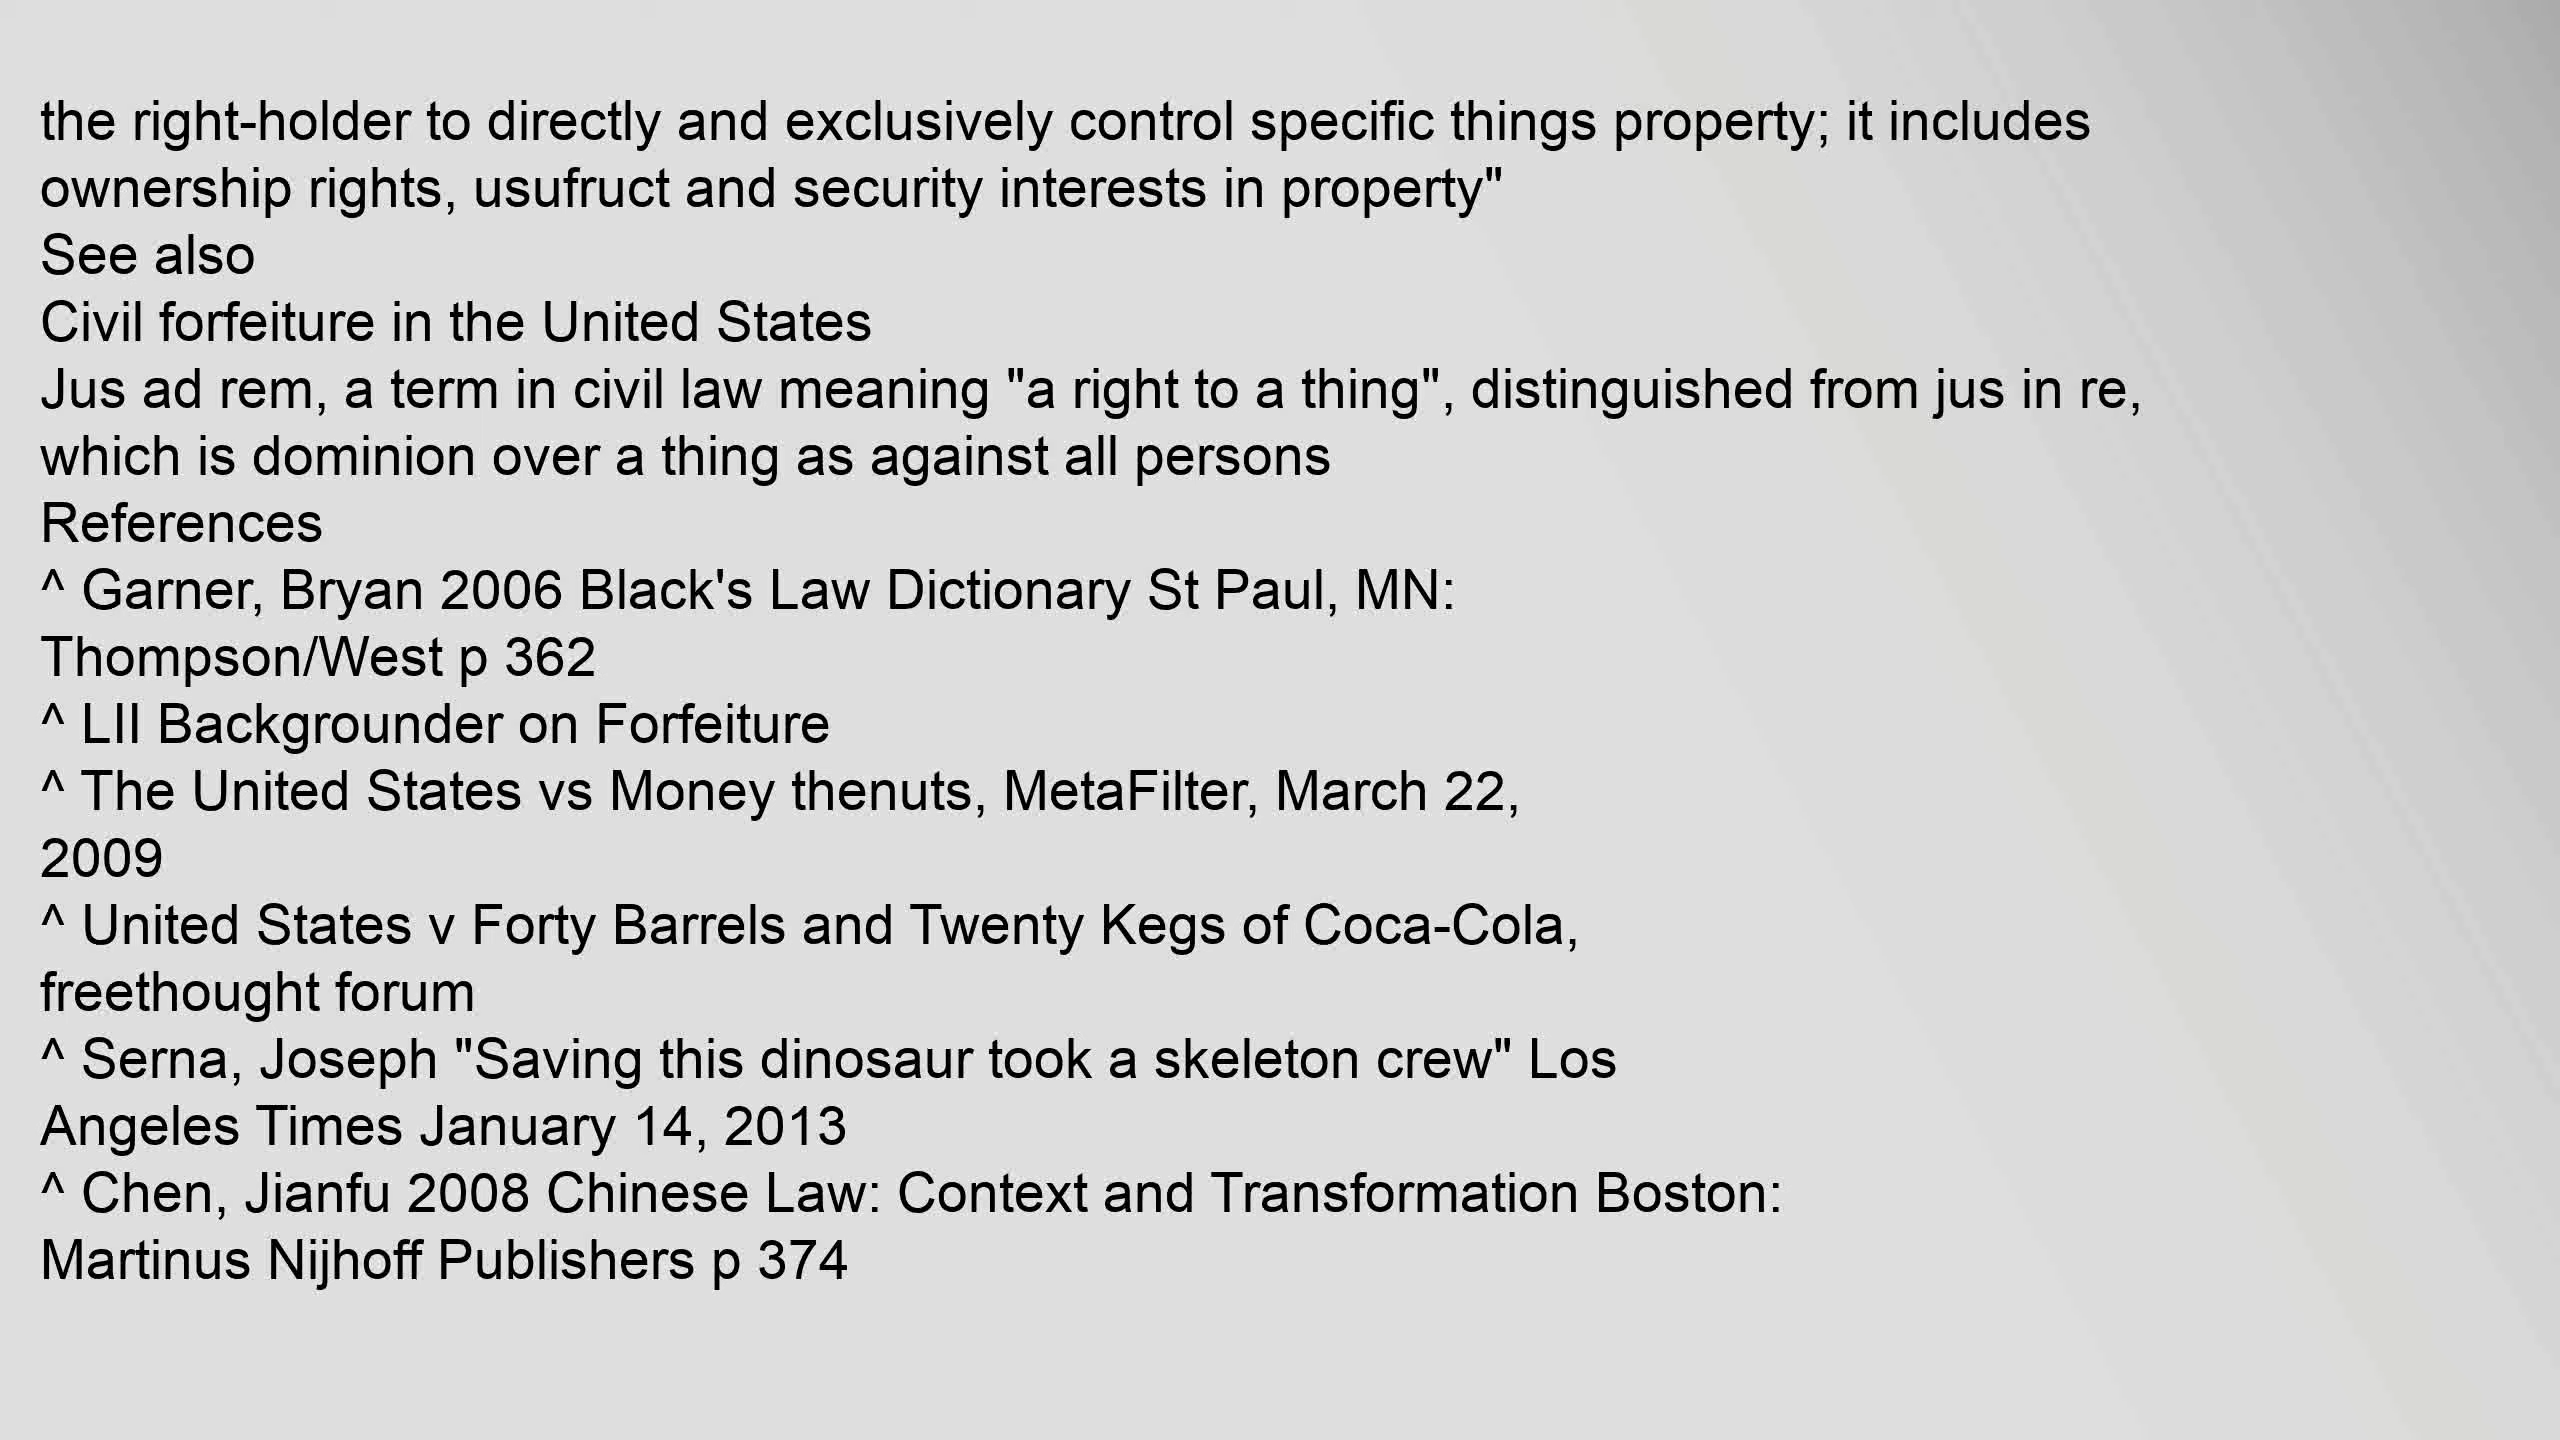 the right-holder to directly and exclusively control specific things property; it includes
ownership rights, usufruct and security interests in property"
See also
Civil forfeiture in the United States
Jus ad rem, a term in civil law meaning "a right to a thing", distinguished from jus in re,
which is dominion over a thing as against all persons
References
^ Garner, Bryan 2006 Black's Law Dictionary St Paul, MN:
Thompson/West p 362
^ LII Backgrounder on Forfeiture
^ The United States vs Money thenuts, MetaFilter, March 22,
2009
^ United States v Forty Barrels and Twenty Kegs of Coca-Cola,
freethought forum
^ Serna, Joseph "Saving this dinosaur took a skeleton crew" Los
Angeles Times January 14, 2013
^ Chen, Jianfu 2008 Chinese Law: Context and Transformation Boston:
Martinus Nijhoff Publishers p 374